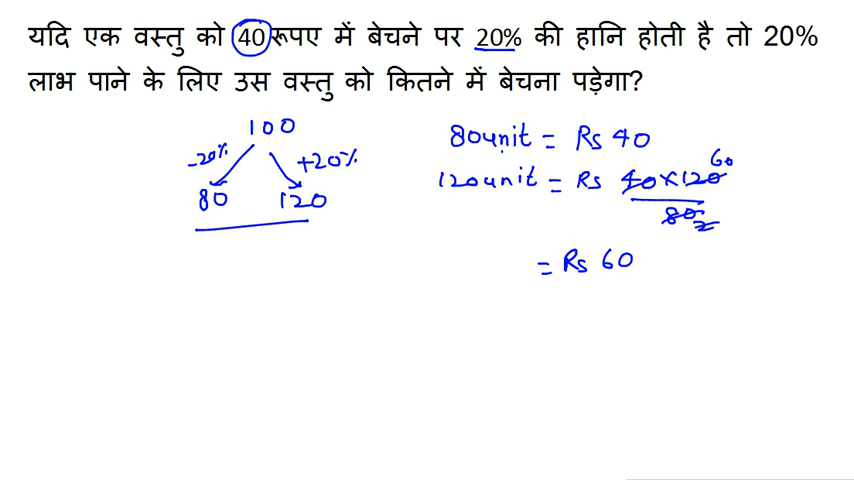 यदि एक वस्तु को 40 रूपए में बेचने पर 20% की हानि होती है तो 20%
लाभ पाने के लिए उस वस्तु को कितने में बेचना पड़ेगा?
100
-20% +20%
80 120
80unit = Rs 40
60
120unit = Rs 40×120
80
2
= Rs 60